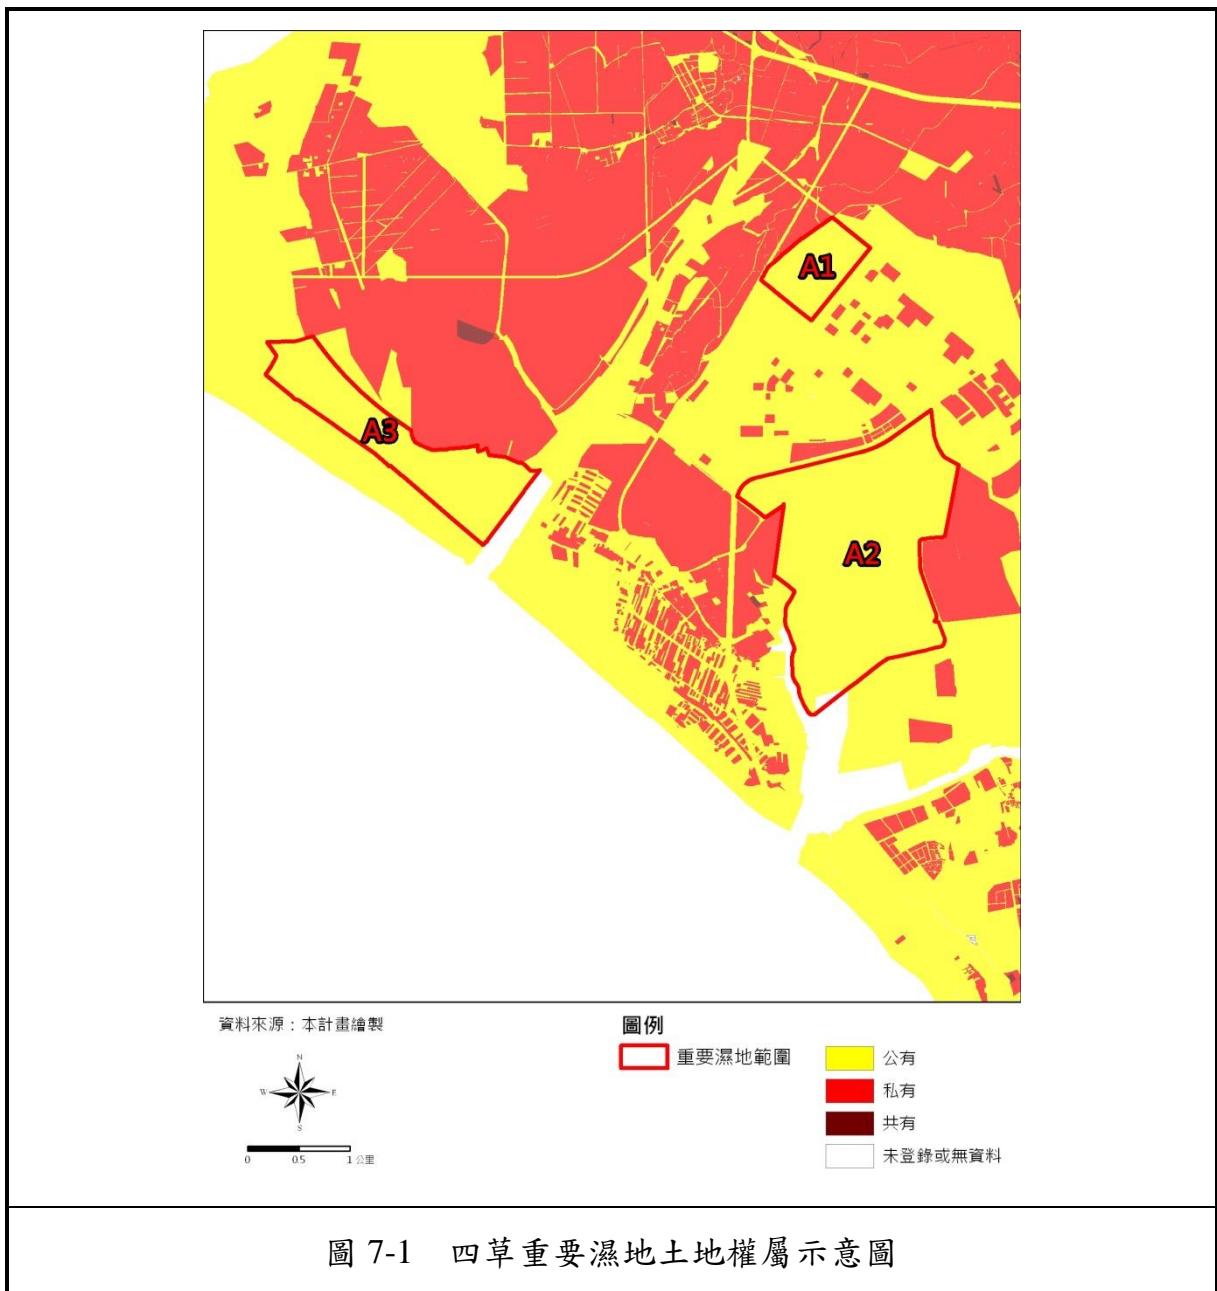 A1
A3
A2
資料來源：本計畫繪製
圖例
重要濕地範圍
公有
私有
共有
未登錄或無資料
N
W E
S
0 0.5 1 公里
圖 7-1 四草重要濕地土地權屬示意圖